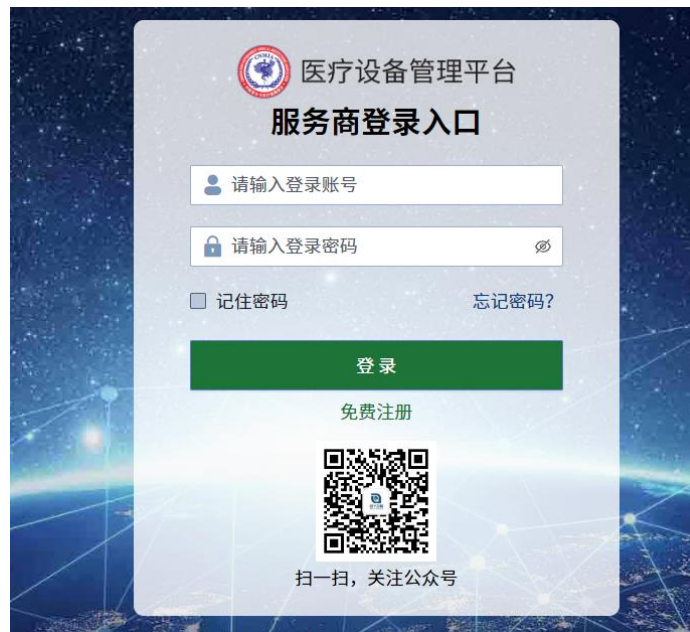 医疗设备管理平台
服务商登录入口
请输入登录账号
请输入登录密码
记住密码 忘记密码?
登录
免费注册
扫一扫，关注公众号